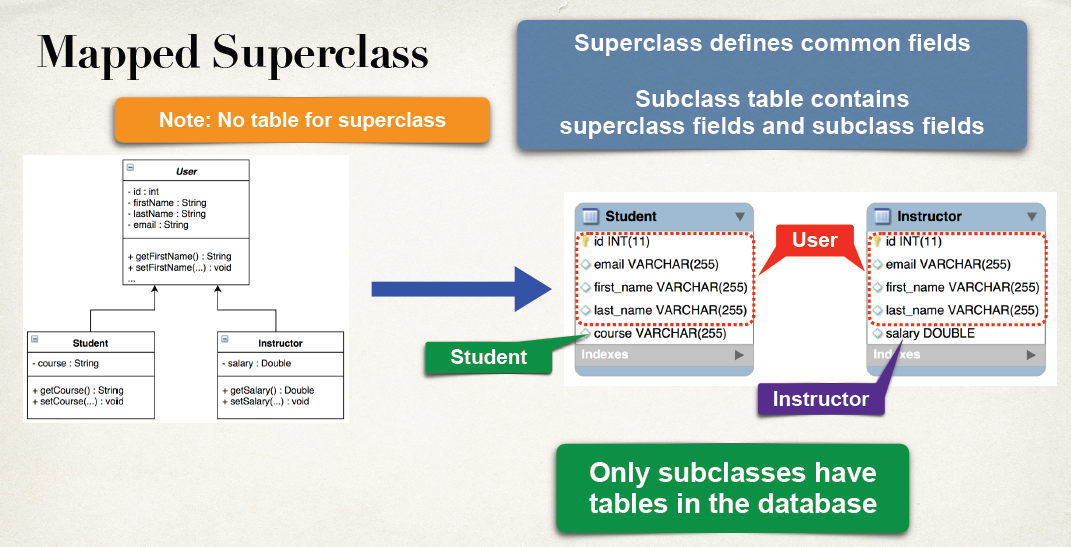 Mapped Superclass
Superclass defines common fields
Subclass table contains
superclass fields and subclass fields
Note: No table for superclass
User
- id : int
- firstName : String
- lastName : String
- email : String
+ getFirstName() : String
+ setFirstName(...) : void
...
Student
- course : String
+ getCourse() : String
+ setCourse(...) : void
Instructor
- salary : Double
+ getSalary() : Double
+ setSalary(...) : void
Student
id INT(11)
email VARCHAR(255)
first_name VARCHAR(255)
last_name VARCHAR(255)
course VARCHAR(255)
Indexes
User
Instructor
id INT(11)
email VARCHAR(255)
first_name VARCHAR(255)
last_name VARCHAR(255)
salary DOUBLE
Indexes
Student
Instructor
Only subclasses have
tables in the database